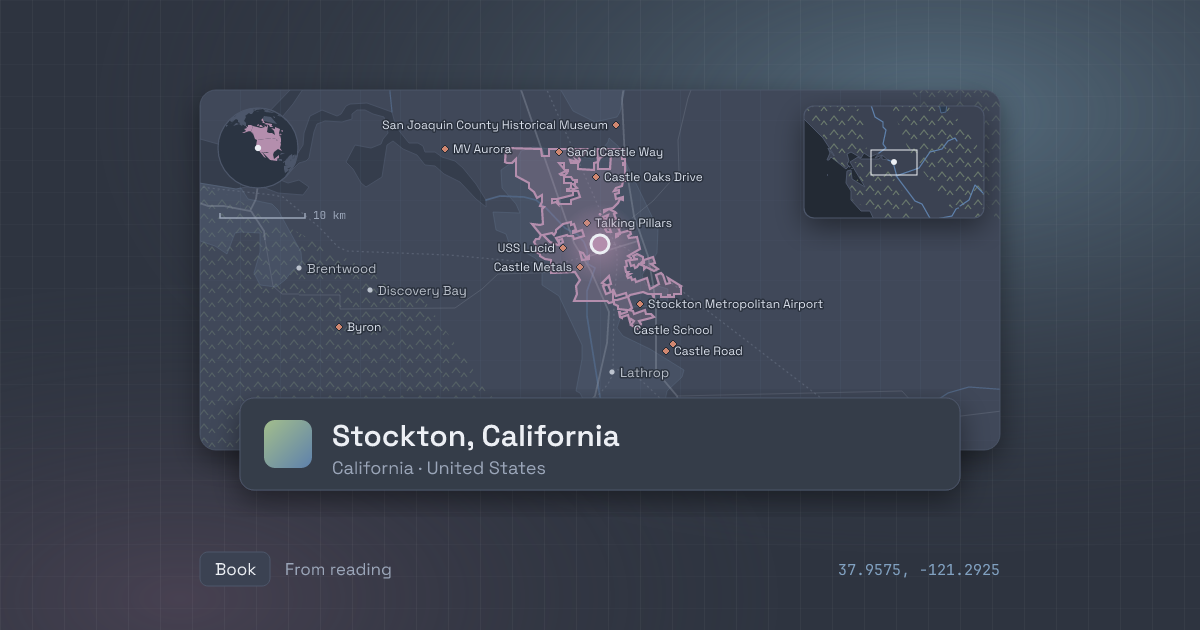 San Joaquin County Historical Museum
MV Aurora
Sand Castle Way
Castle Oaks Drive
10 km
Talking Pillars
USS Lucid
Castle Metals
Brentwood
Discovery Bay
Stockton Metropolitan Airport
Byron
Castle School
Castle Road
Lathrop
Stockton, California
California · United States
Book
From reading
37.9575, -121.2925